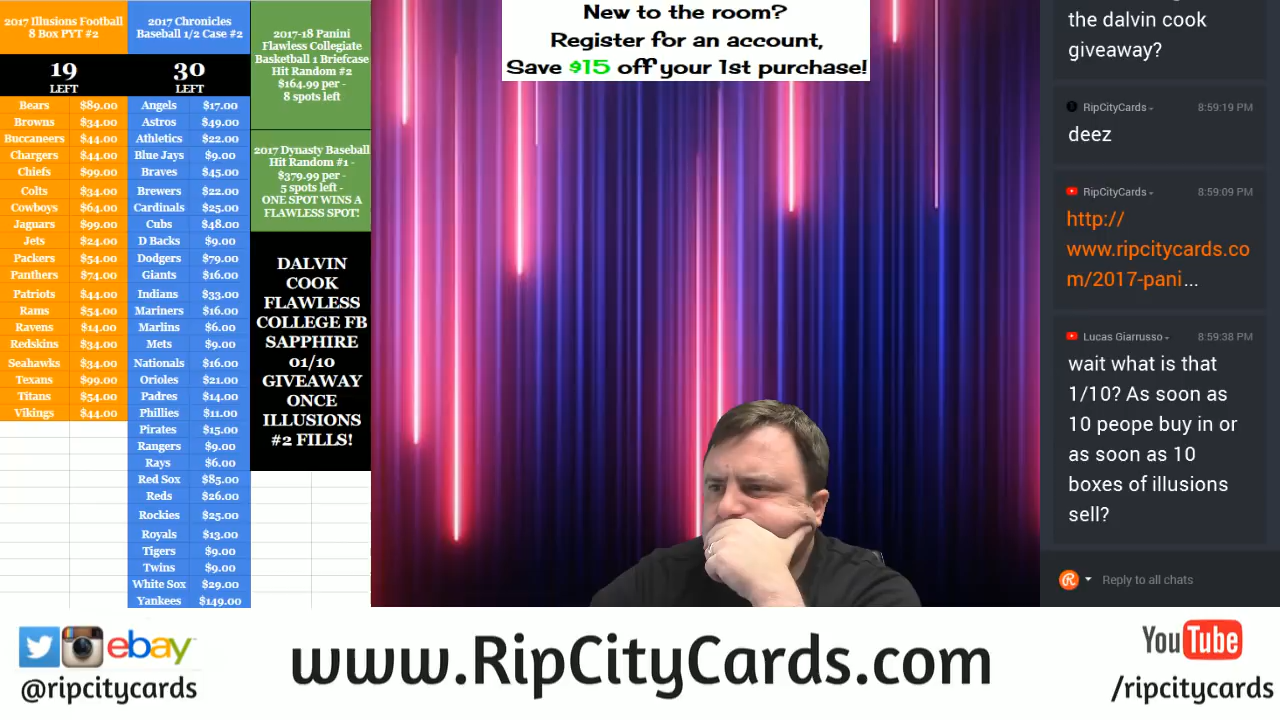 2017 Illusions Football
8 Box PYT #2
19
LEFT
Bears $89.00
Browns $34.00
Buccaneers $44.00
Chargers $44.00
Chiefs $99.00
Colts $34.00
Cowboys $64.00
Jaguars $99.00
Jets $24.00
Packers $54.00
Panthers $74.00
Patriots $44.00
Rams $54.00
Ravens $14.00
Redskins $34.00
Seahawks $34.00
Texans $99.00
Titans $54.00
Vikings $44.00
2017 Chronicles
Baseball 1/2 Case #2
30
LEFT
Angels $17.00
Astros $49.00
Athletics $22.00
Blue Jays $9.00
Braves $45.00
Brewers $22.00
Cardinals $25.00
Cubs $48.00
D Backs $9.00
Dodgers $79.00
Giants $16.00
Indians $33.00
Mariners $16.00
Marlins $6.00
Mets $9.00
Nationals $16.00
Orioles $21.00
Padres $14.00
Phillies $11.00
Pirates $15.00
Rangers $9.00
Rays $6.00
Red Sox $85.00
Reds $26.00
Rockies $25.00
Royals $13.00
Tigers $9.00
Twins $9.00
White Sox $29.00
Yankees $149.00
2017-18 Panini
Flawless Collegiate
Basketball 1 Briefcase
Hit Random #2
$164.99 per -
8 spots left
2017 Dynasty Baseball
Hit Random #1 -
$379.99 per -
5 spots left -
ONE SPOT WINS A
FLAWLESS SPOT!
DALVIN
COOK
FLAWLESS
COLLEGE FB
SAPPHIRE
01/10
GIVEAWAY
ONCE
ILLUSIONS
#2 FILLS!
New to the room?
Register for an account,
Save $15 off your 1st purchase!
the dalvin cook
giveaway?
RipCityCards 8:59:19 PM
deez
RipCityCards 8:59:09 PM
http://
www.ripcitycards.co
m/2017-pani...
Lucas Giarrusso 8:59:38 PM
wait what is that
1/10? As soon as
10 peope buy in or
as soon as 10
boxes of illusions
sell?
R Reply to all chats
ebay
@ripcitycards
www.RipCityCards.com
YouTube
/ripcitycards